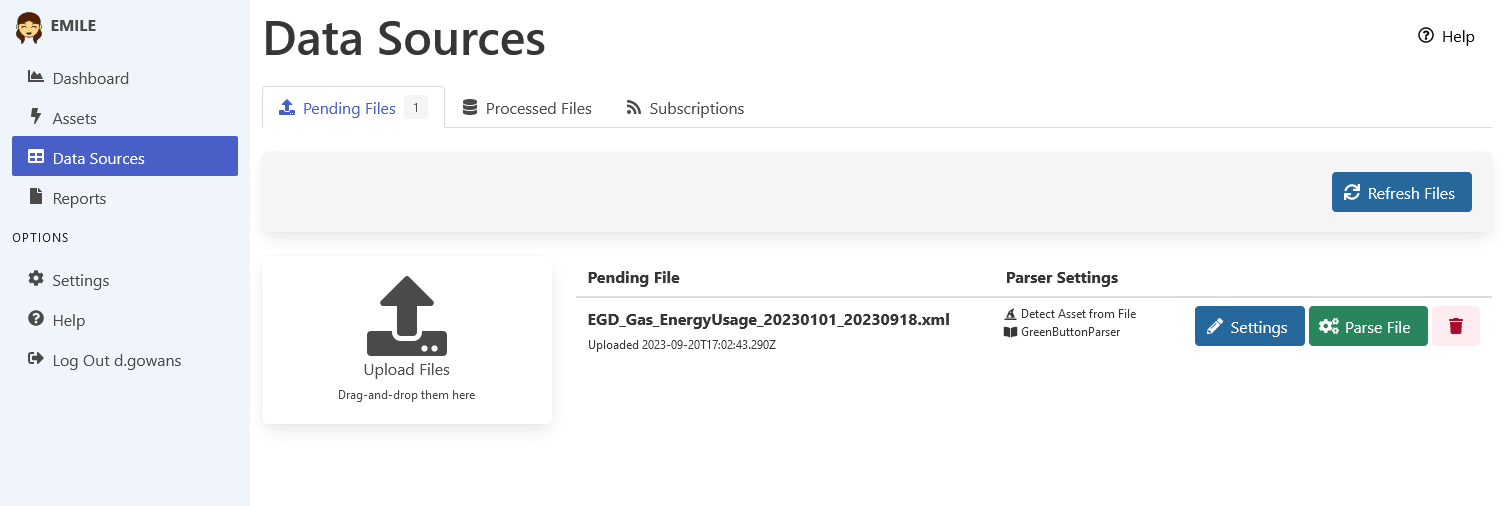 EMILE
Dashboard
Assets
Data Sources
Reports
OPTIONS
Settings
Help
Log Out d.gowans
Data Sources
Help
Pending Files 1
Processed Files
Subscriptions
Refresh Files
Upload Files
Drag-and-drop them here
Pending File
Parser Settings
EGD_Gas_EnergyUsage_20230101_20230918.xml
Uploaded 2023-09-20T17:02:43.290Z
Detect Asset from File
GreenButtonParser
Settings
Parse File